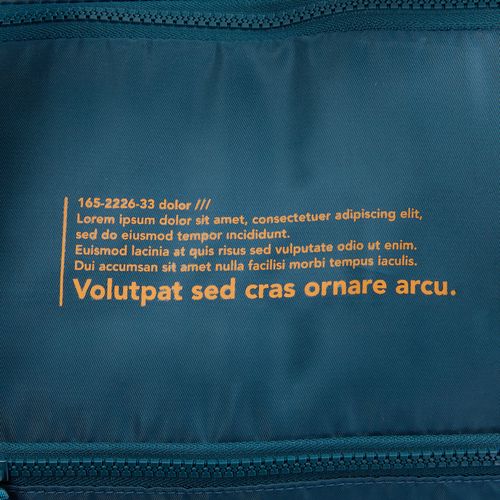 165-2226-33 dolor ///
Lorem ipsum dolor sit amet, consectetuer adipiscing elit,
sed do eiusmod tempor incididunt.
Euismod lacinia at quis risus sed vulputate odio ut enim.
Dui accumsan sit amet nulla facilisi morbi tempus iaculis.
Volutpat sed cras ornare arcu.